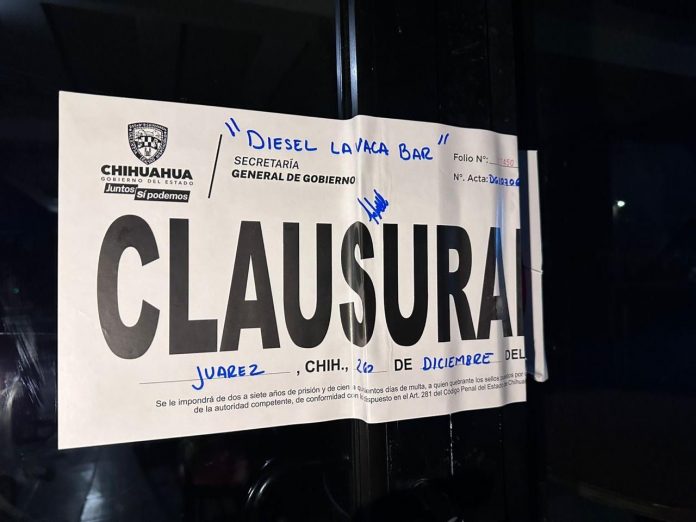 "DIESEL LA VACA BAR"
CHIHUAHUA
GOBIERNO DEL ESTADO
Juntos Sí podemos
SECRETARÍA
GENERAL DE GOBIERNO
Folio N°:
N°. Acta:
CLAUSURA
JUAREZ, CHIH., DE DICIEMBRE DEL
Se le impondrá de dos a siete años de prisión y de cien a quinientos días de multa, a quien quebrante los sellos puestos por
de la autoridad competente, de conformidad con lo dispuesto en el Art. 281 del Código Penal del Estado de Chihuahua